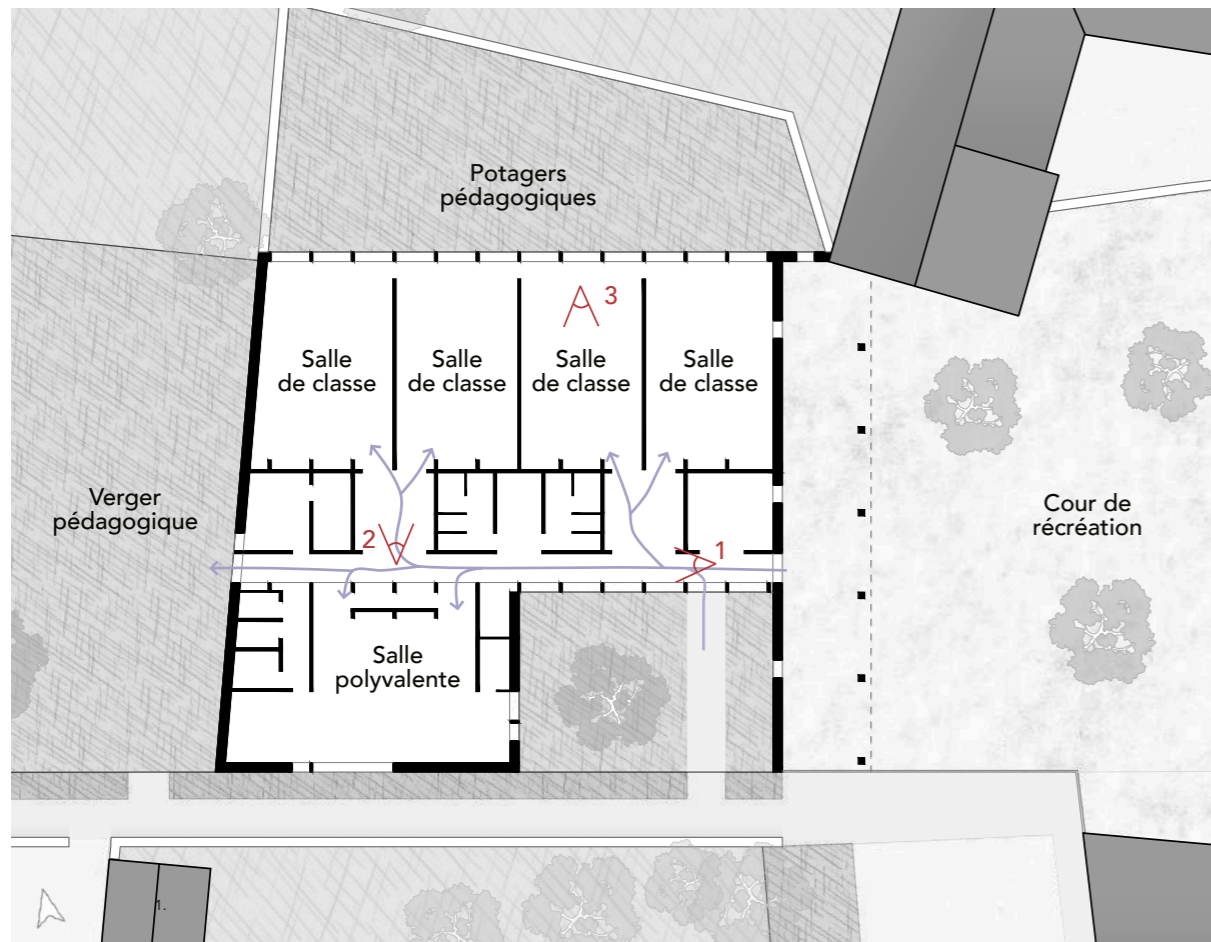 Potagers
pédagogiques
3
Salle
de classe
Salle
de classe
Salle
de classe
Salle
de classe
Verger
pédagogique
Cour de
récréation
2
1
Salle
polyvalente
1.